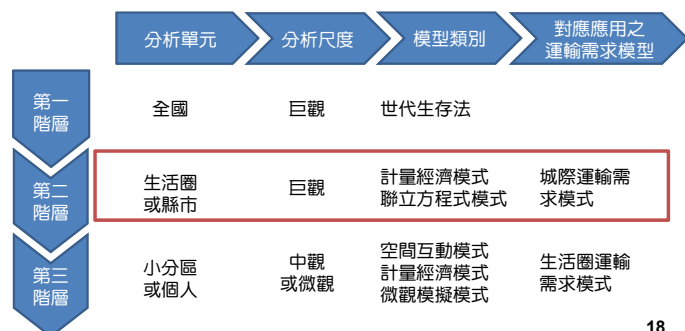 分析單元
分析尺度
模型類別
對應應用之
運輸需求模型
第一
階層
全國
巨觀
世代生存法
第二
階層
生活圈
或縣市
巨觀
計量經濟模式
聯立方程式模式
城際運輸需
求模式
第三
階層
小分區
或個人
中觀
或微觀
空間互動模式
計量經濟模式
微觀模擬模式
生活圈運輸
需求模式
18